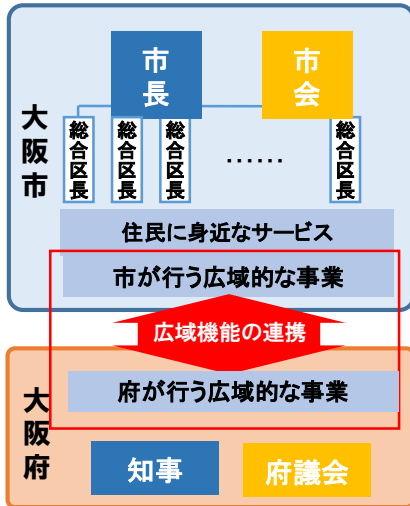 市長
市会
大阪市
総合区長
総合区長
総合区長
……
総合区長
住民に身近なサービス
市が行う広域的な事業
広域機能の連携
府が行う広域的な事業
大阪府
知事
府議会